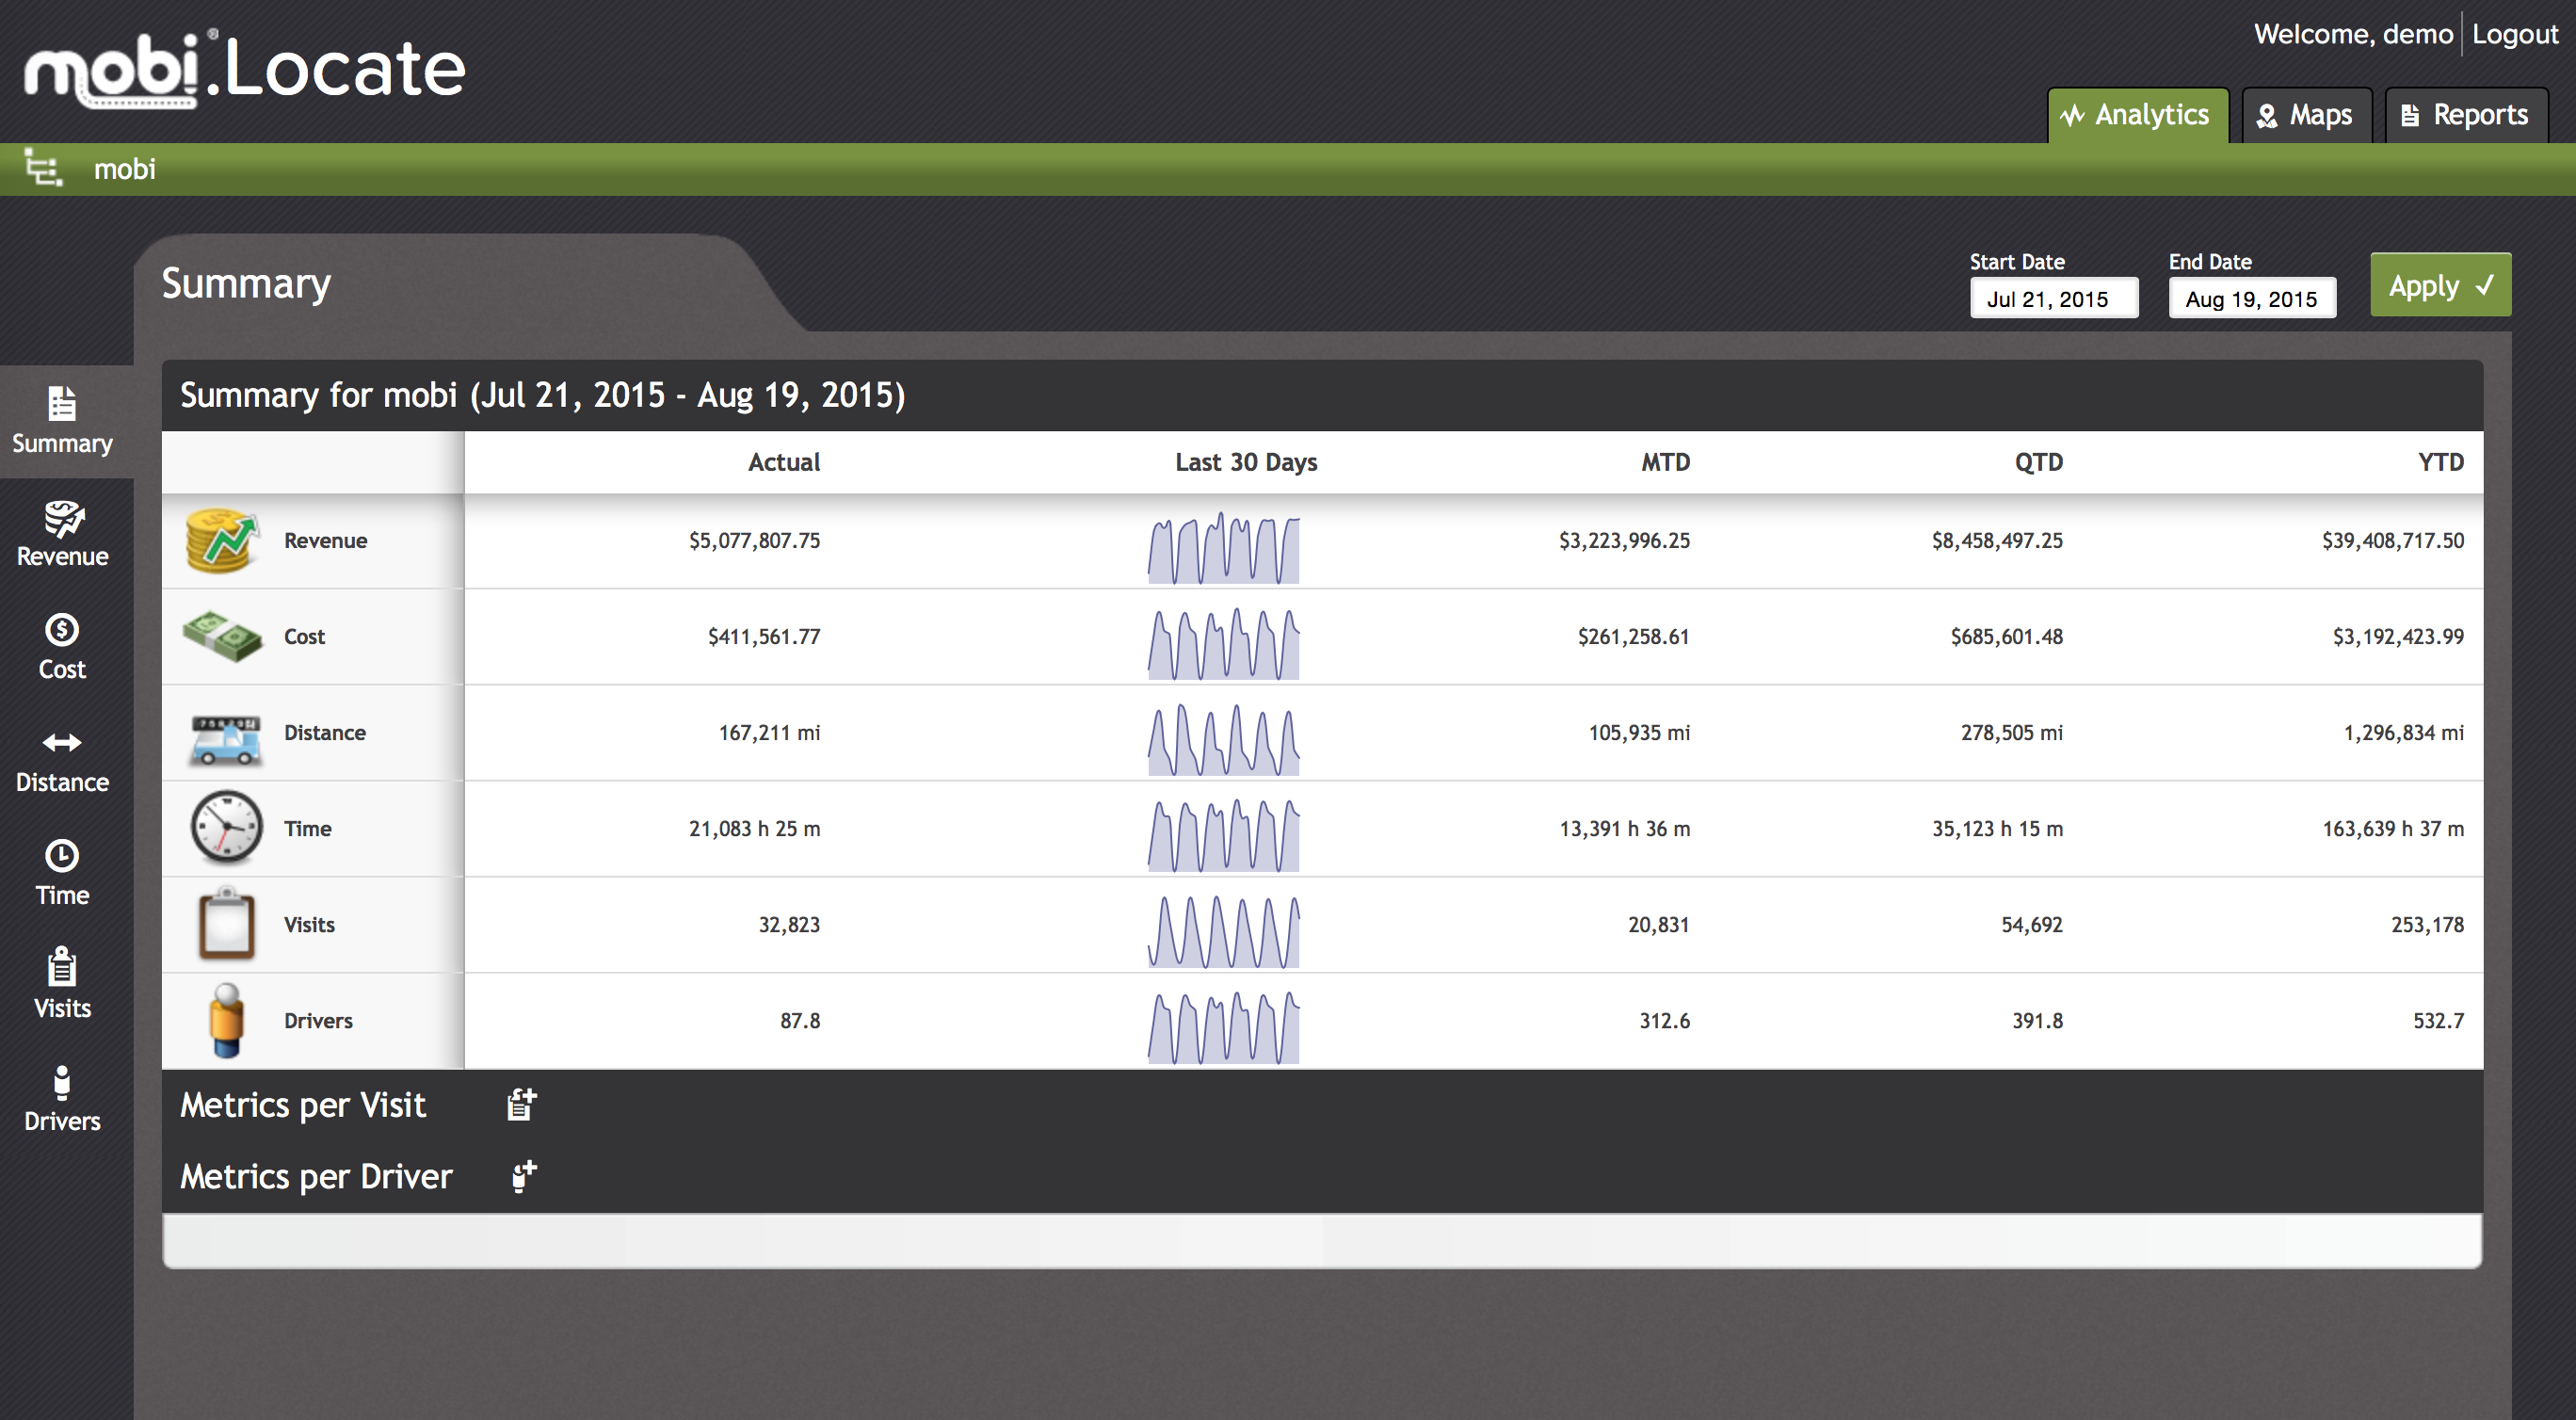 mobi®.Locate
Welcome, demo Logout
Analytics Maps Reports
mobi
Summary
Start Date End Date
Jul 21, 2015 Aug 19, 2015 Apply
Summary
Revenue
Cost
Distance
Time
Visits
Drivers
Summary for mobi (Jul 21, 2015 - Aug 19, 2015)
Actual Last 30 Days MTD QTD YTD
Revenue $5,077,807.75 $3,223,996.25 $8,458,497.25 $39,408,717.50
Cost $411,561.77 $261,258.61 $685,601.48 $3,192,423.99
Distance 167,211 mi 105,935 mi 278,505 mi 1,296,834 mi
Time 21,083 h 25 m 13,391 h 36 m 35,123 h 15 m 163,639 h 37 m
Visits 32,823 20,831 54,692 253,178
Drivers 87.8 312.6 391.8 532.7
Metrics per Visit
Metrics per Driver